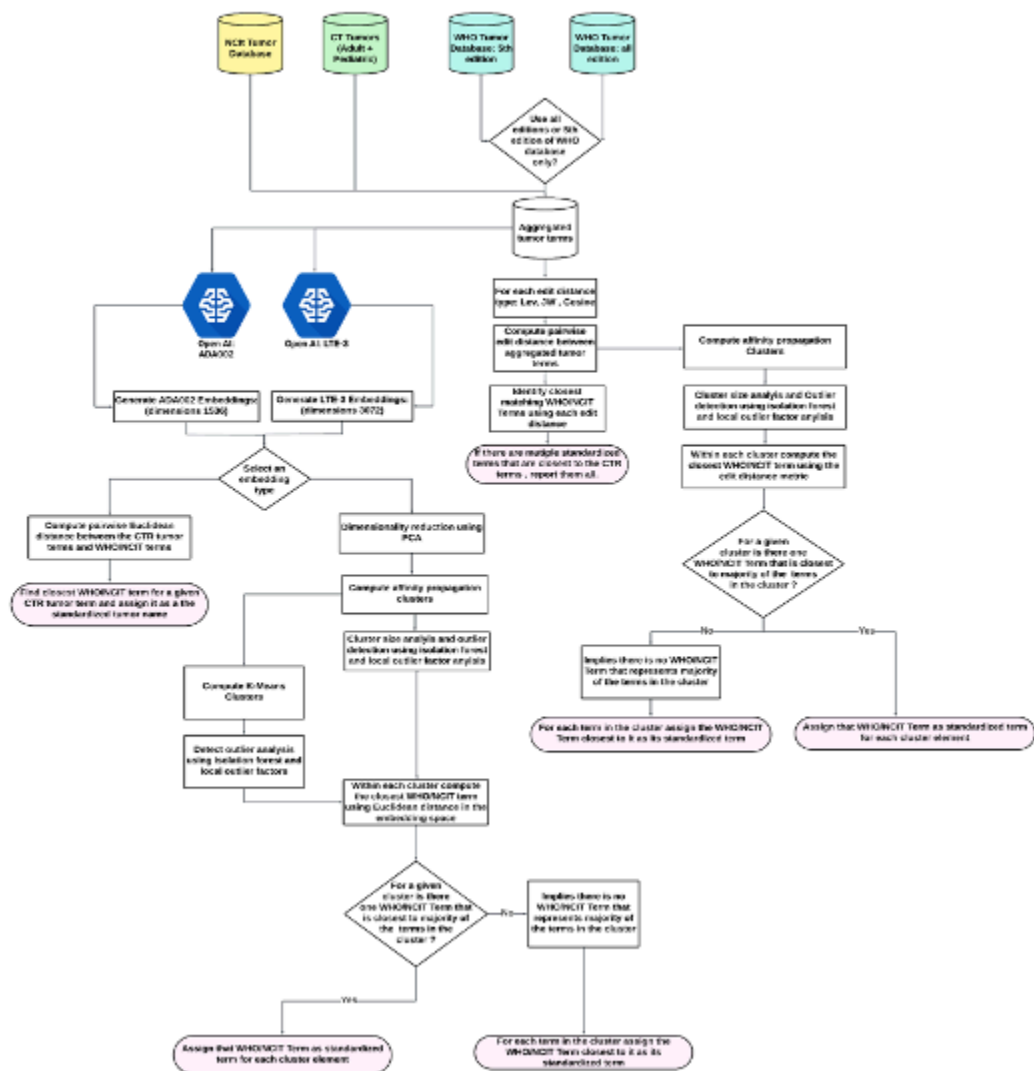 NCIt Tumor
Database
CT Tumors
(Adult +
Pediatric)
WHO Tumor
Database: 5th
edition
WHO Tumor
Database: all
edition
Use all
editions or 5th
edition of WHO
database
only?
Aggregated
tumor terms
Open AI:
ADA002
Open AI: LTE-3
For each edit distance
type: Lev, JW , Cosine
Compute pairwise
edit distance between
aggregated tumor
terms
Compute affinity propagation
Clusters
Generate ADA002 Embeddings:
(dimensions 1536)
Generate LTE-3 Embeddings:
(dimensions 3072)
Identify closest
matching WHO/NCIT
Terms using each edit
distance
Cluster size analyis and Outlier
detection using isolation forest
and local outlier factor anyisis
If there are mutiple standardized
terms that are closest to the CTR
terms , report them all.
Within each cluster compute the
closest WHO/NCIT term using the
edit distance metric
Select an
embedding
type
Compute pairwise Euclidean
distance between the CTR tumor
terms and WHO/NCIT terms
Dimensionality reduction using
PCA
For a given
cluster is there one
WHO/NCIT Term that is closest
to majority of the terms
in the cluster ?
Find closest WHO/NCIT term for a given
CTR tumor term and assign it as a the
standardized tumor name
Compute affinity propagation
clusters
No
Yes
Cluster size analyis and outlier
detection using isolation forest
and local outlier factor anyisis
Implies there is no WHO/NCIT
Term that represents majority
of the terms in the cluster
Compute K-Means
Clusters
For each term in the cluster assign the WHO/NCIT
Term closest to it as its standardized term
Assign that WHO/NCIT Term as standardized term
for each cluster element
Detect outlier analysis
using isolation forest and
local outlier factors
Within each cluster compute
the closest WHO/NCIT term
using Euclidean distance in the
embedding space
For a given
cluster is there
one WHO/NCIT Term that
is closest to majority of
the terms in the
cluster ?
No
Implies there is no
WHO/NCIT Term that
represents majority of
the terms in the cluster
Yes
Assign that WHO/NCIT Term as standardized
term for each cluster element
For each term in the cluster assign the
WHO/NCIT Term closest to it as its
standardized term